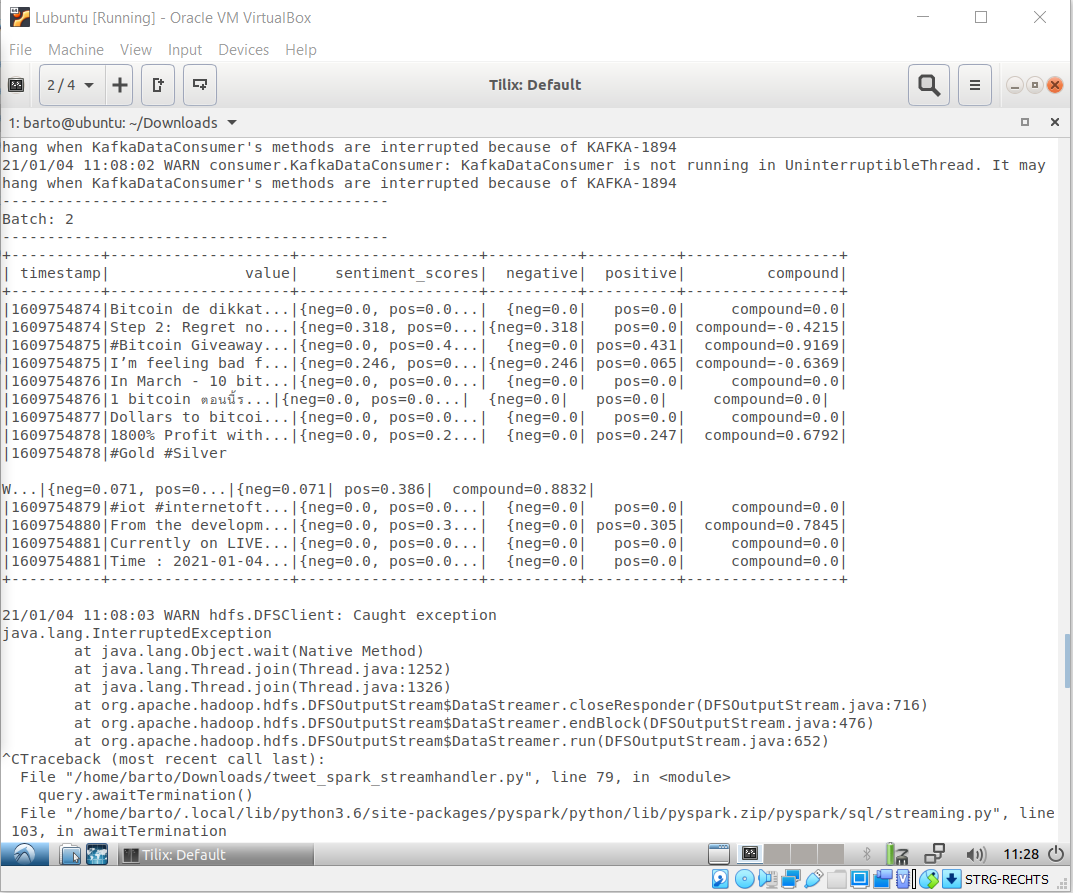 Lubuntu [Running] - Oracle VM VirtualBox
File Machine View Input Devices Help
2 / 4
Tilix: Default
1: barto@ubuntu: ~/Downloads
hang when KafkaDataConsumer's methods are interrupted because of KAFKA-1894
21/01/04 11:08:02 WARN consumer.KafkaDataConsumer: KafkaDataConsumer is not running in UninterruptibleThread. It may
hang when KafkaDataConsumer's methods are interrupted because of KAFKA-1894
-------------------------------------------
Batch: 2
-------------------------------------------
+----------+--------------------+--------------------+----------+----------+-----------------+
| timestamp|               value|    sentiment_scores|  negative|  positive|         compound|
+----------+--------------------+--------------------+----------+----------+-----------------+
|1609754874|Bitcoin de dikkat...|{neg=0.0, pos=0.0...|  {neg=0.0|   pos=0.0|     compound=0.0|
|1609754874|Step 2: Regret no...|{neg=0.318, pos=0...|{neg=0.318|   pos=0.0| compound=-0.4215|
|1609754875|#Bitcoin Giveaway...|{neg=0.0, pos=0.4...|  {neg=0.0| pos=0.431|  compound=0.9169|
|1609754875|I’m feeling bad f...|{neg=0.246, pos=0...|{neg=0.246| pos=0.065| compound=-0.6369|
|1609754876|In March - 10 bit...|{neg=0.0, pos=0.0...|  {neg=0.0|   pos=0.0|     compound=0.0|
|1609754876|1 bitcoin ตอนนี้ร...|{neg=0.0, pos=0.0...|  {neg=0.0|   pos=0.0|     compound=0.0|
|1609754877|Dollars to bitcoi...|{neg=0.0, pos=0.0...|  {neg=0.0|   pos=0.0|     compound=0.0|
|1609754878|1800% Profit with...|{neg=0.0, pos=0.2...|  {neg=0.0| pos=0.247|  compound=0.6792|
|1609754878|#Gold #Silver
W...|{neg=0.071, pos=0...|{neg=0.071| pos=0.386|  compound=0.8832|
|1609754879|#iot #internetoft...|{neg=0.0, pos=0.0...|  {neg=0.0|   pos=0.0|     compound=0.0|
|1609754880|From the developm...|{neg=0.0, pos=0.3...|  {neg=0.0| pos=0.305|  compound=0.7845|
|1609754881|Currently on LIVE...|{neg=0.0, pos=0.0...|  {neg=0.0|   pos=0.0|     compound=0.0|
|1609754881|Time : 2021-01-04...|{neg=0.0, pos=0.0...|  {neg=0.0|   pos=0.0|     compound=0.0|
+----------+--------------------+--------------------+----------+----------+-----------------+
21/01/04 11:08:03 WARN hdfs.DFSClient: Caught exception
java.lang.InterruptedException
        at java.lang.Object.wait(Native Method)
        at java.lang.Thread.join(Thread.java:1252)
        at java.lang.Thread.join(Thread.java:1326)
        at org.apache.hadoop.hdfs.DFSOutputStream$DataStreamer.closeResponder(DFSOutputStream.java:716)
        at org.apache.hadoop.hdfs.DFSOutputStream$DataStreamer.endBlock(DFSOutputStream.java:476)
        at org.apache.hadoop.hdfs.DFSOutputStream$DataStreamer.run(DFSOutputStream.java:652)
^CTraceback (most recent call last):
  File "/home/barto/Downloads/tweet_spark_streamhandler.py", line 79, in <module>
    query.awaitTermination()
  File "/home/barto/.local/lib/python3.6/site-packages/pyspark/python/lib/pyspark.zip/pyspark/sql/streaming.py", line
 103, in awaitTermination
Tilix: Default
11:28
STRG-RECHTS